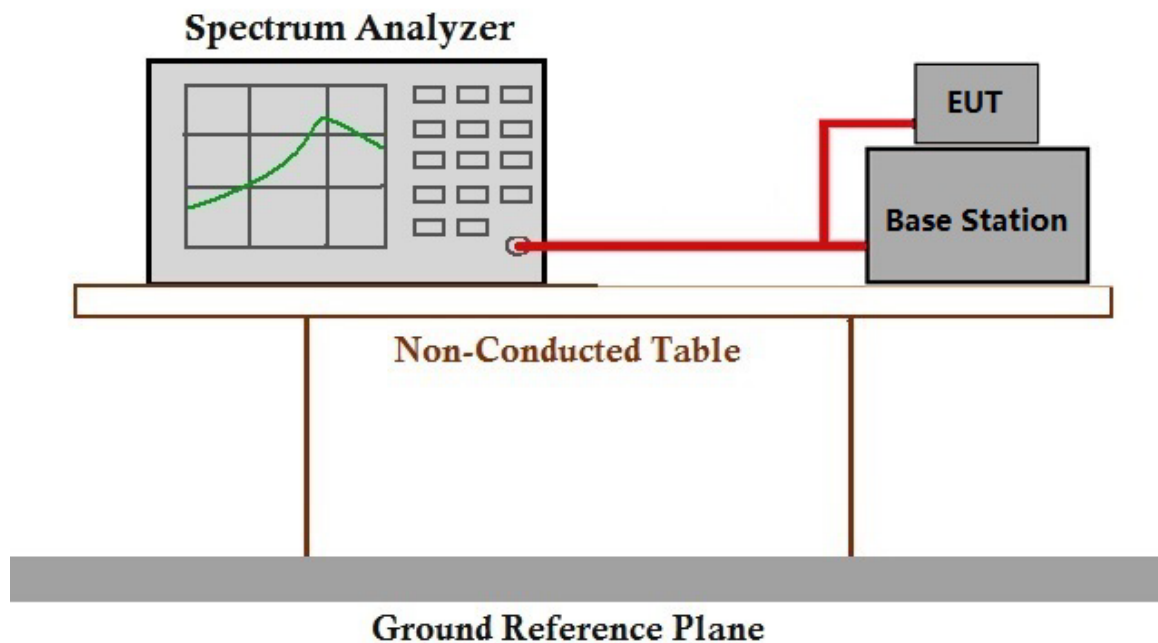 Spectrum Analyzer
EUT
Base Station
Non-Conducted Table
Ground Reference Plane